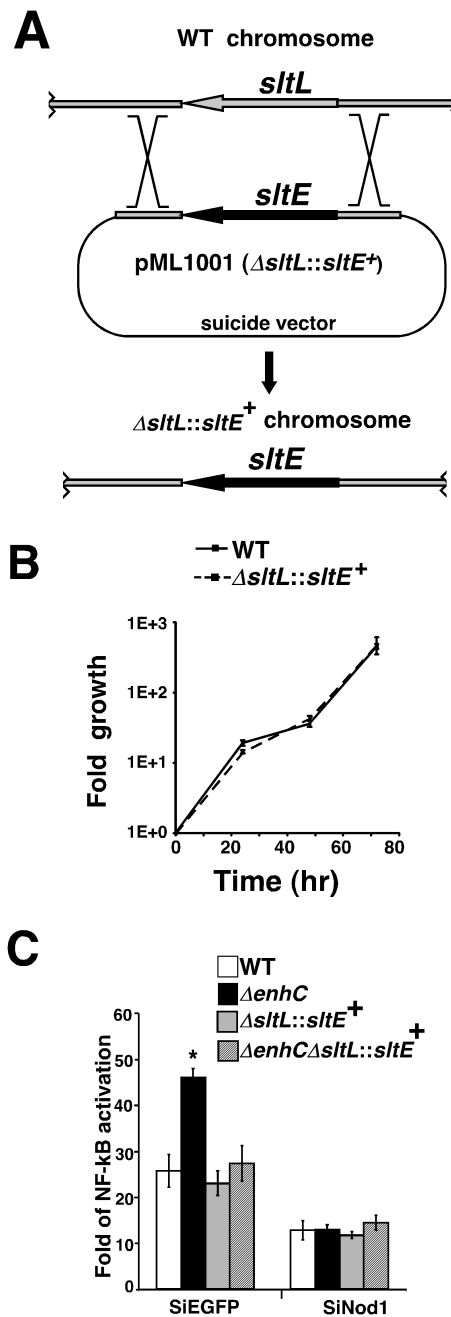 A
WT chromosome
sltL
sltE
pML1001 (ΔsltL::sltE+)
suicide vector
ΔsltL::sltE+ chromosome
sltE
B
WT
ΔsltL::sltE+
1E+3
1E+2
1E+1
1E+0
Fold growth
0 20 40 60 80
Time (hr)
C
WT
ΔenhC
ΔsltL::sltE+
ΔenhCΔsltL::sltE+
60
50
40
30
20
10
0
Fold of NF-kB activation
*
SiEGFP SiNod1